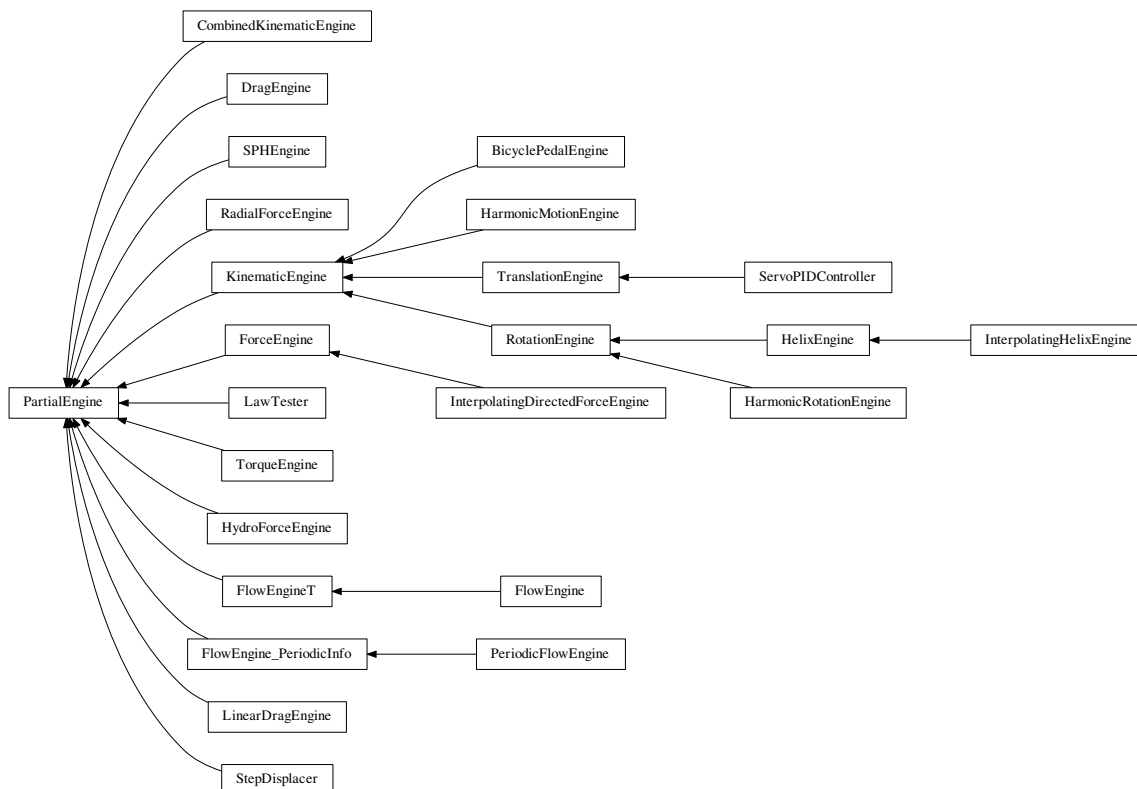 CombinedKinematicEngine
DragEngine
SPHEngine
BicyclePedalEngine
RadialForceEngine
HarmonicMotionEngine
KinematicEngine
TranslationEngine
ServoPIDController
ForceEngine
RotationEngine
HelixEngine
InterpolatingHelixEngine
PartialEngine
LawTester
InterpolatingDirectedForceEngine
HarmonicRotationEngine
TorqueEngine
HydroForceEngine
FlowEngineT
FlowEngine
FlowEngine_PeriodicInfo
PeriodicFlowEngine
LinearDragEngine
StepDisplacer